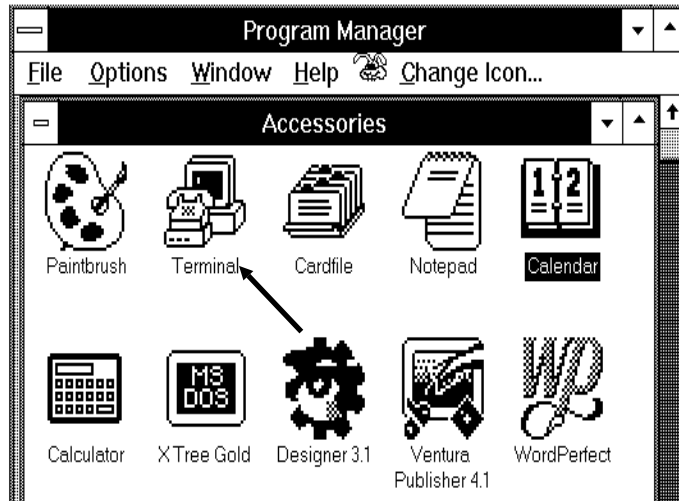 Program Manager
File Options Window Help Change Icon...
Accessories
1 2
Paintbrush Terminal Cardfile Notepad Calendar
MS
DOS
WP
Calculator X Tree Gold Designer 3.1 Ventura WordPerfect
Publisher 4.1